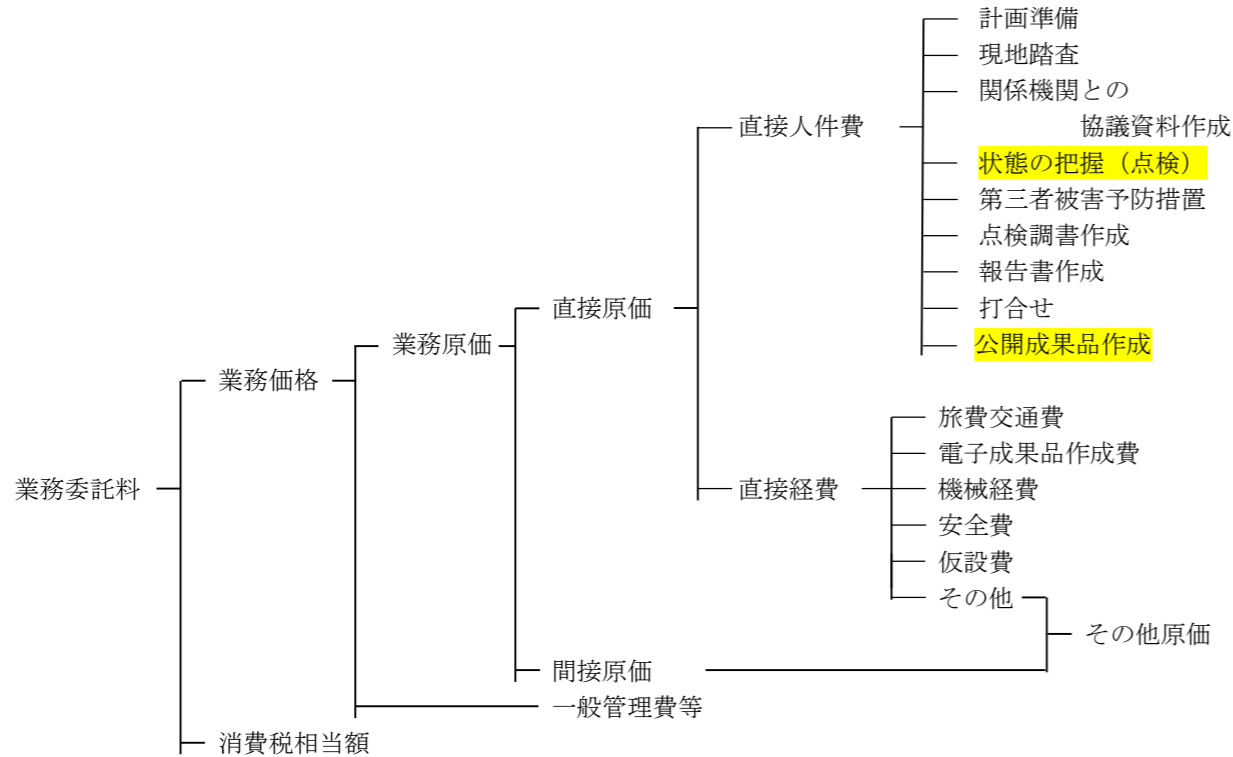 計画準備
現地踏査
関係機関との
協議資料作成
直接人件費
状態の把握（点検）
第三者被害予防措置
点検調書作成
報告書作成
打合せ
公開成果品作成
直接原価
業務原価
業務価格
旅費交通費
電子成果品作成費
業務委託料
直接経費
機械経費
安全費
仮設費
その他
その他原価
間接原価
一般管理費等
消費税相当額